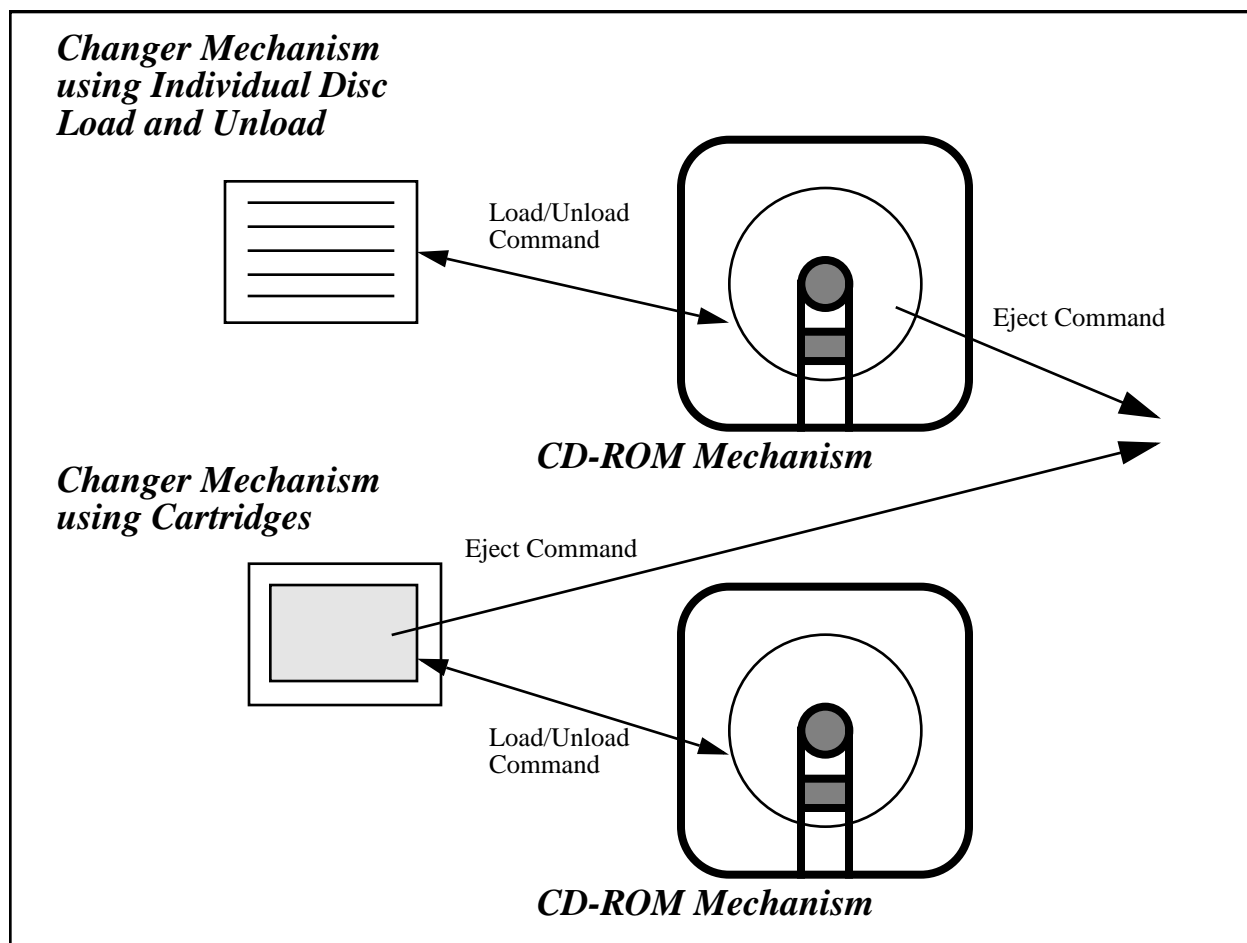 Changer Mechanism
using Individual Disc
Load and Unload
Load/Unload
Command
Eject Command
CD-ROM Mechanism
Changer Mechanism
using Cartridges
Eject Command
Load/Unload
Command
CD-ROM Mechanism